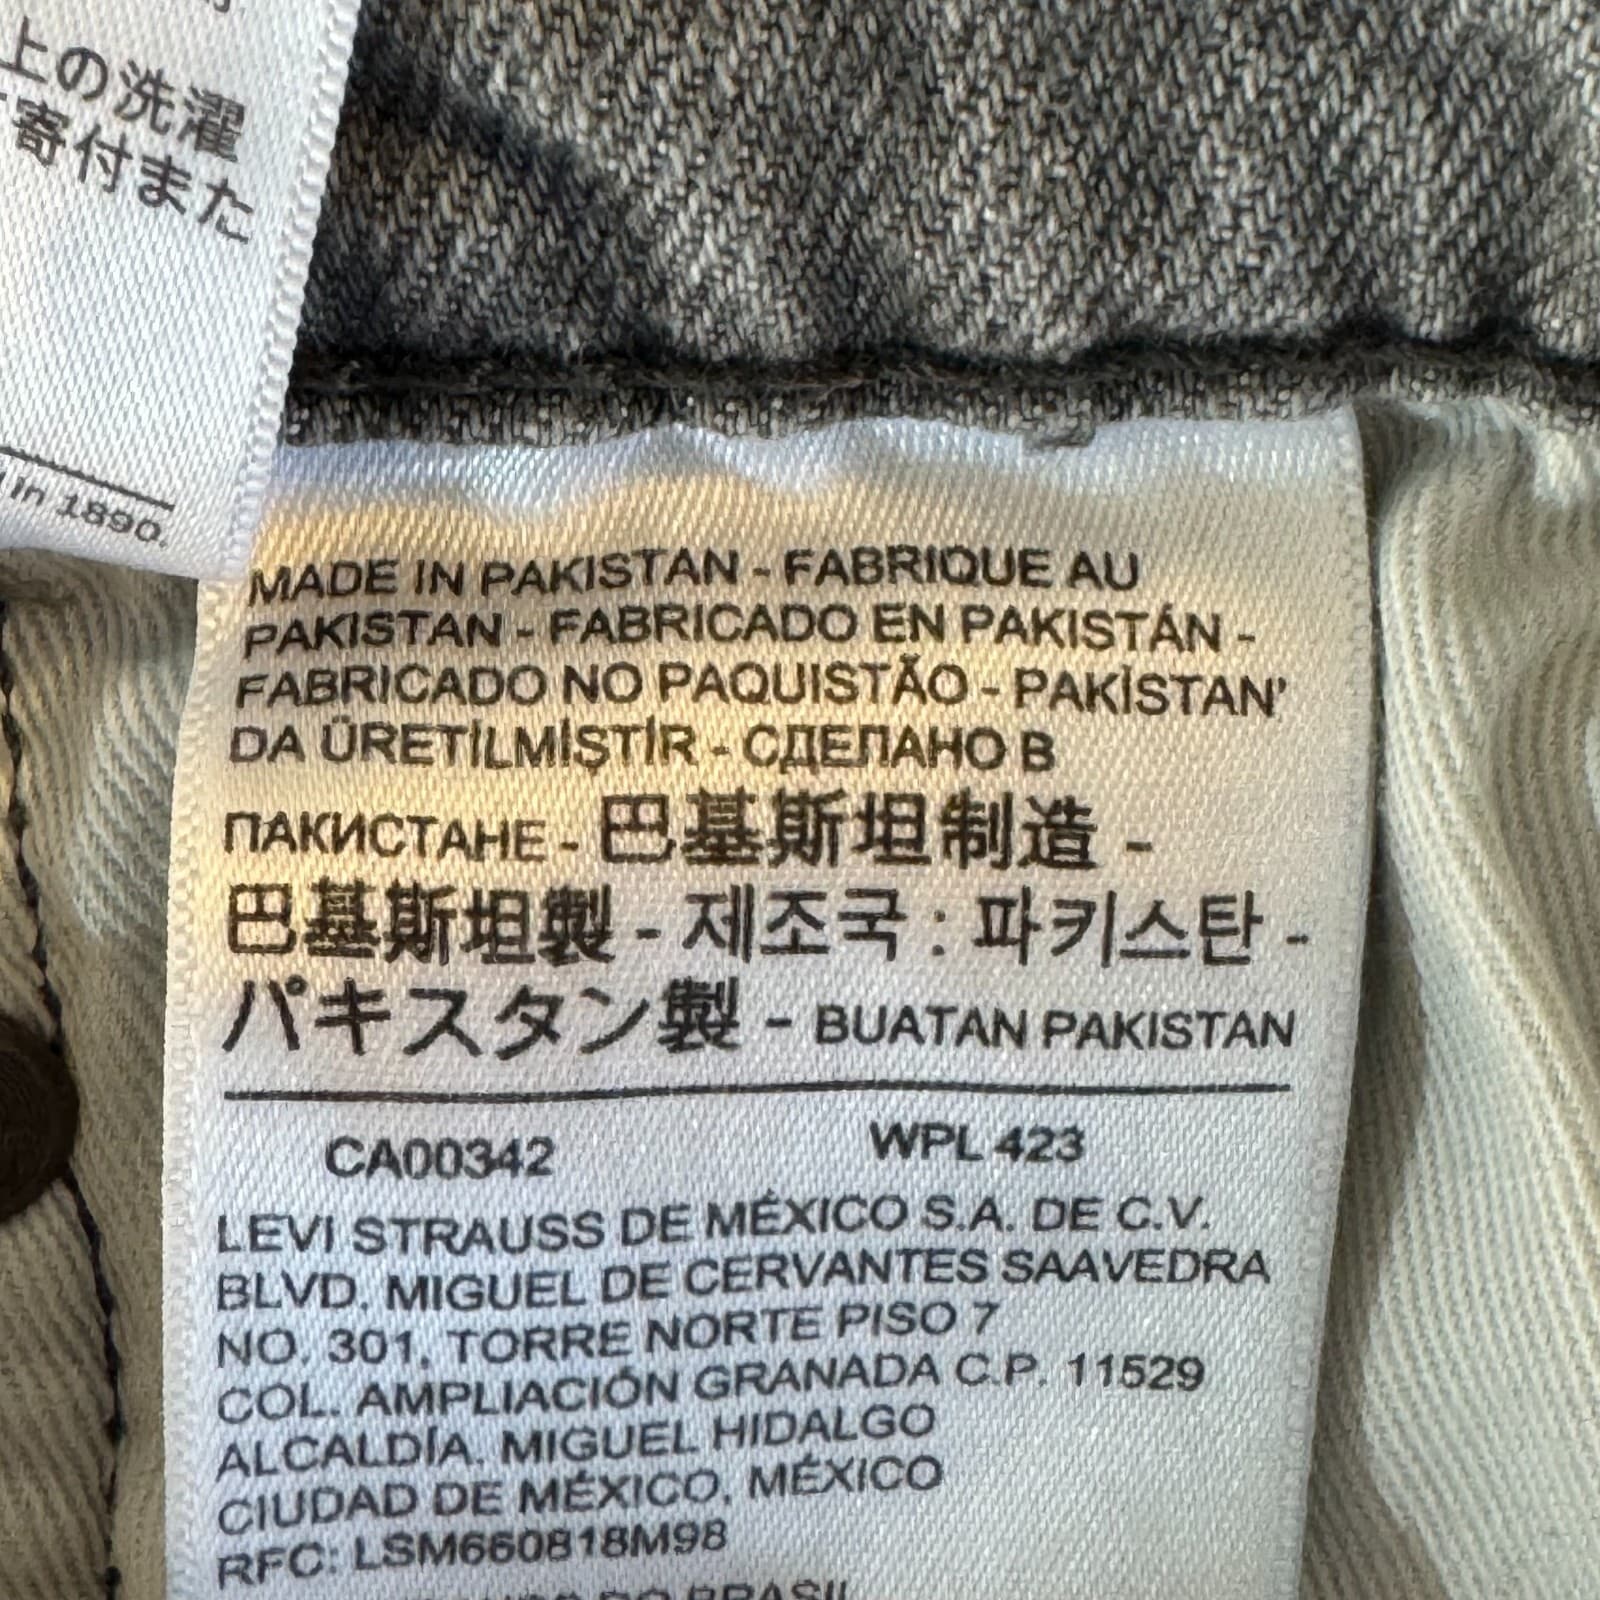 上の洗濯
寄付また
in 1890.
MADE IN PAKISTAN - FABRIQUE AU
PAKISTAN - FABRICADO EN PAKISTÁN -
FABRICADO NO PAQUISTÃO - PAKİSTAN'
DA ÜRETİLMİŞTİR - СДЕЛАНО В
ПАКИСТАНЕ - 巴基斯坦制造 -
巴基斯坦製 - 제조국 : 파키스탄 -
パキスタン製 - BUATAN PAKISTAN
CA00342 WPL 423
LEVI STRAUSS DE MÉXICO S.A. DE C.V.
BLVD. MIGUEL DE CERVANTES SAAVEDRA
NO. 301, TORRE NORTE PISO 7
COL. AMPLIACIÓN GRANADA C.P. 11529
ALCALDÍA. MIGUEL HIDALGO
CIUDAD DE MÉXICO, MÉXICO
RFC: LSM660818M98
DO BRASIL